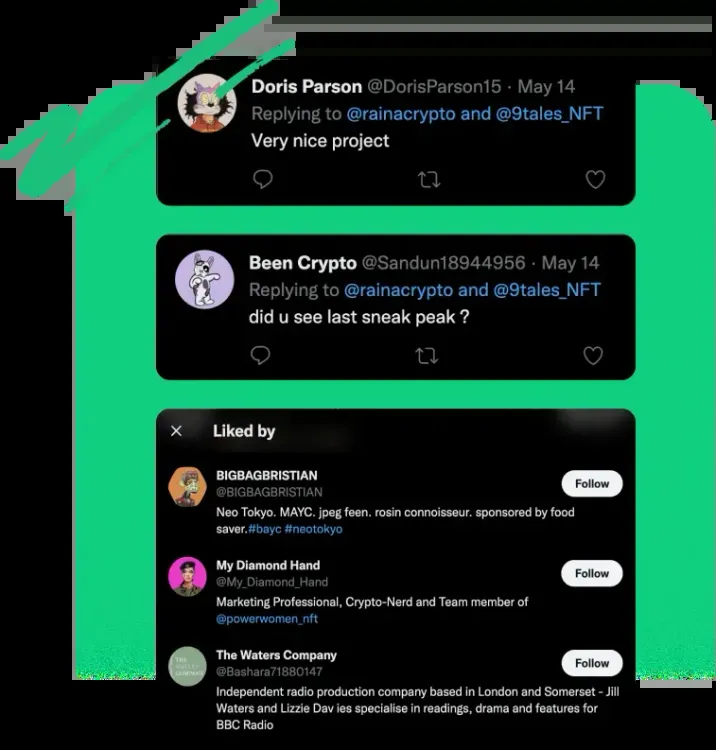 Doris Parson @DorisParson15 · May 14
Replying to @rainacrypto and @9tales_NFT
Very nice project
Been Crypto @Sandun18944956 · May 14
Replying to @rainacrypto and @9tales_NFT
did u see last sneak peak ?
Liked by
BIGBAGBRISTIAN
@BIGBAGBRISTIAN
Follow
Neo Tokyo. MAYC. jpeg feen. rosin connoisseur. sponsored by food
saver.#bayc #neotokyo
My Diamond Hand
@My_Diamond_Hand
Follow
Marketing Professional, Crypto-Nerd and Team member of
@powerwomen_nft
The Waters Company
@Bashara71880147
Follow
Independent radio production company based in London and Somerset - Jill
Waters and Lizzie Dav ies specialise in readings, drama and features for
BBC Radio